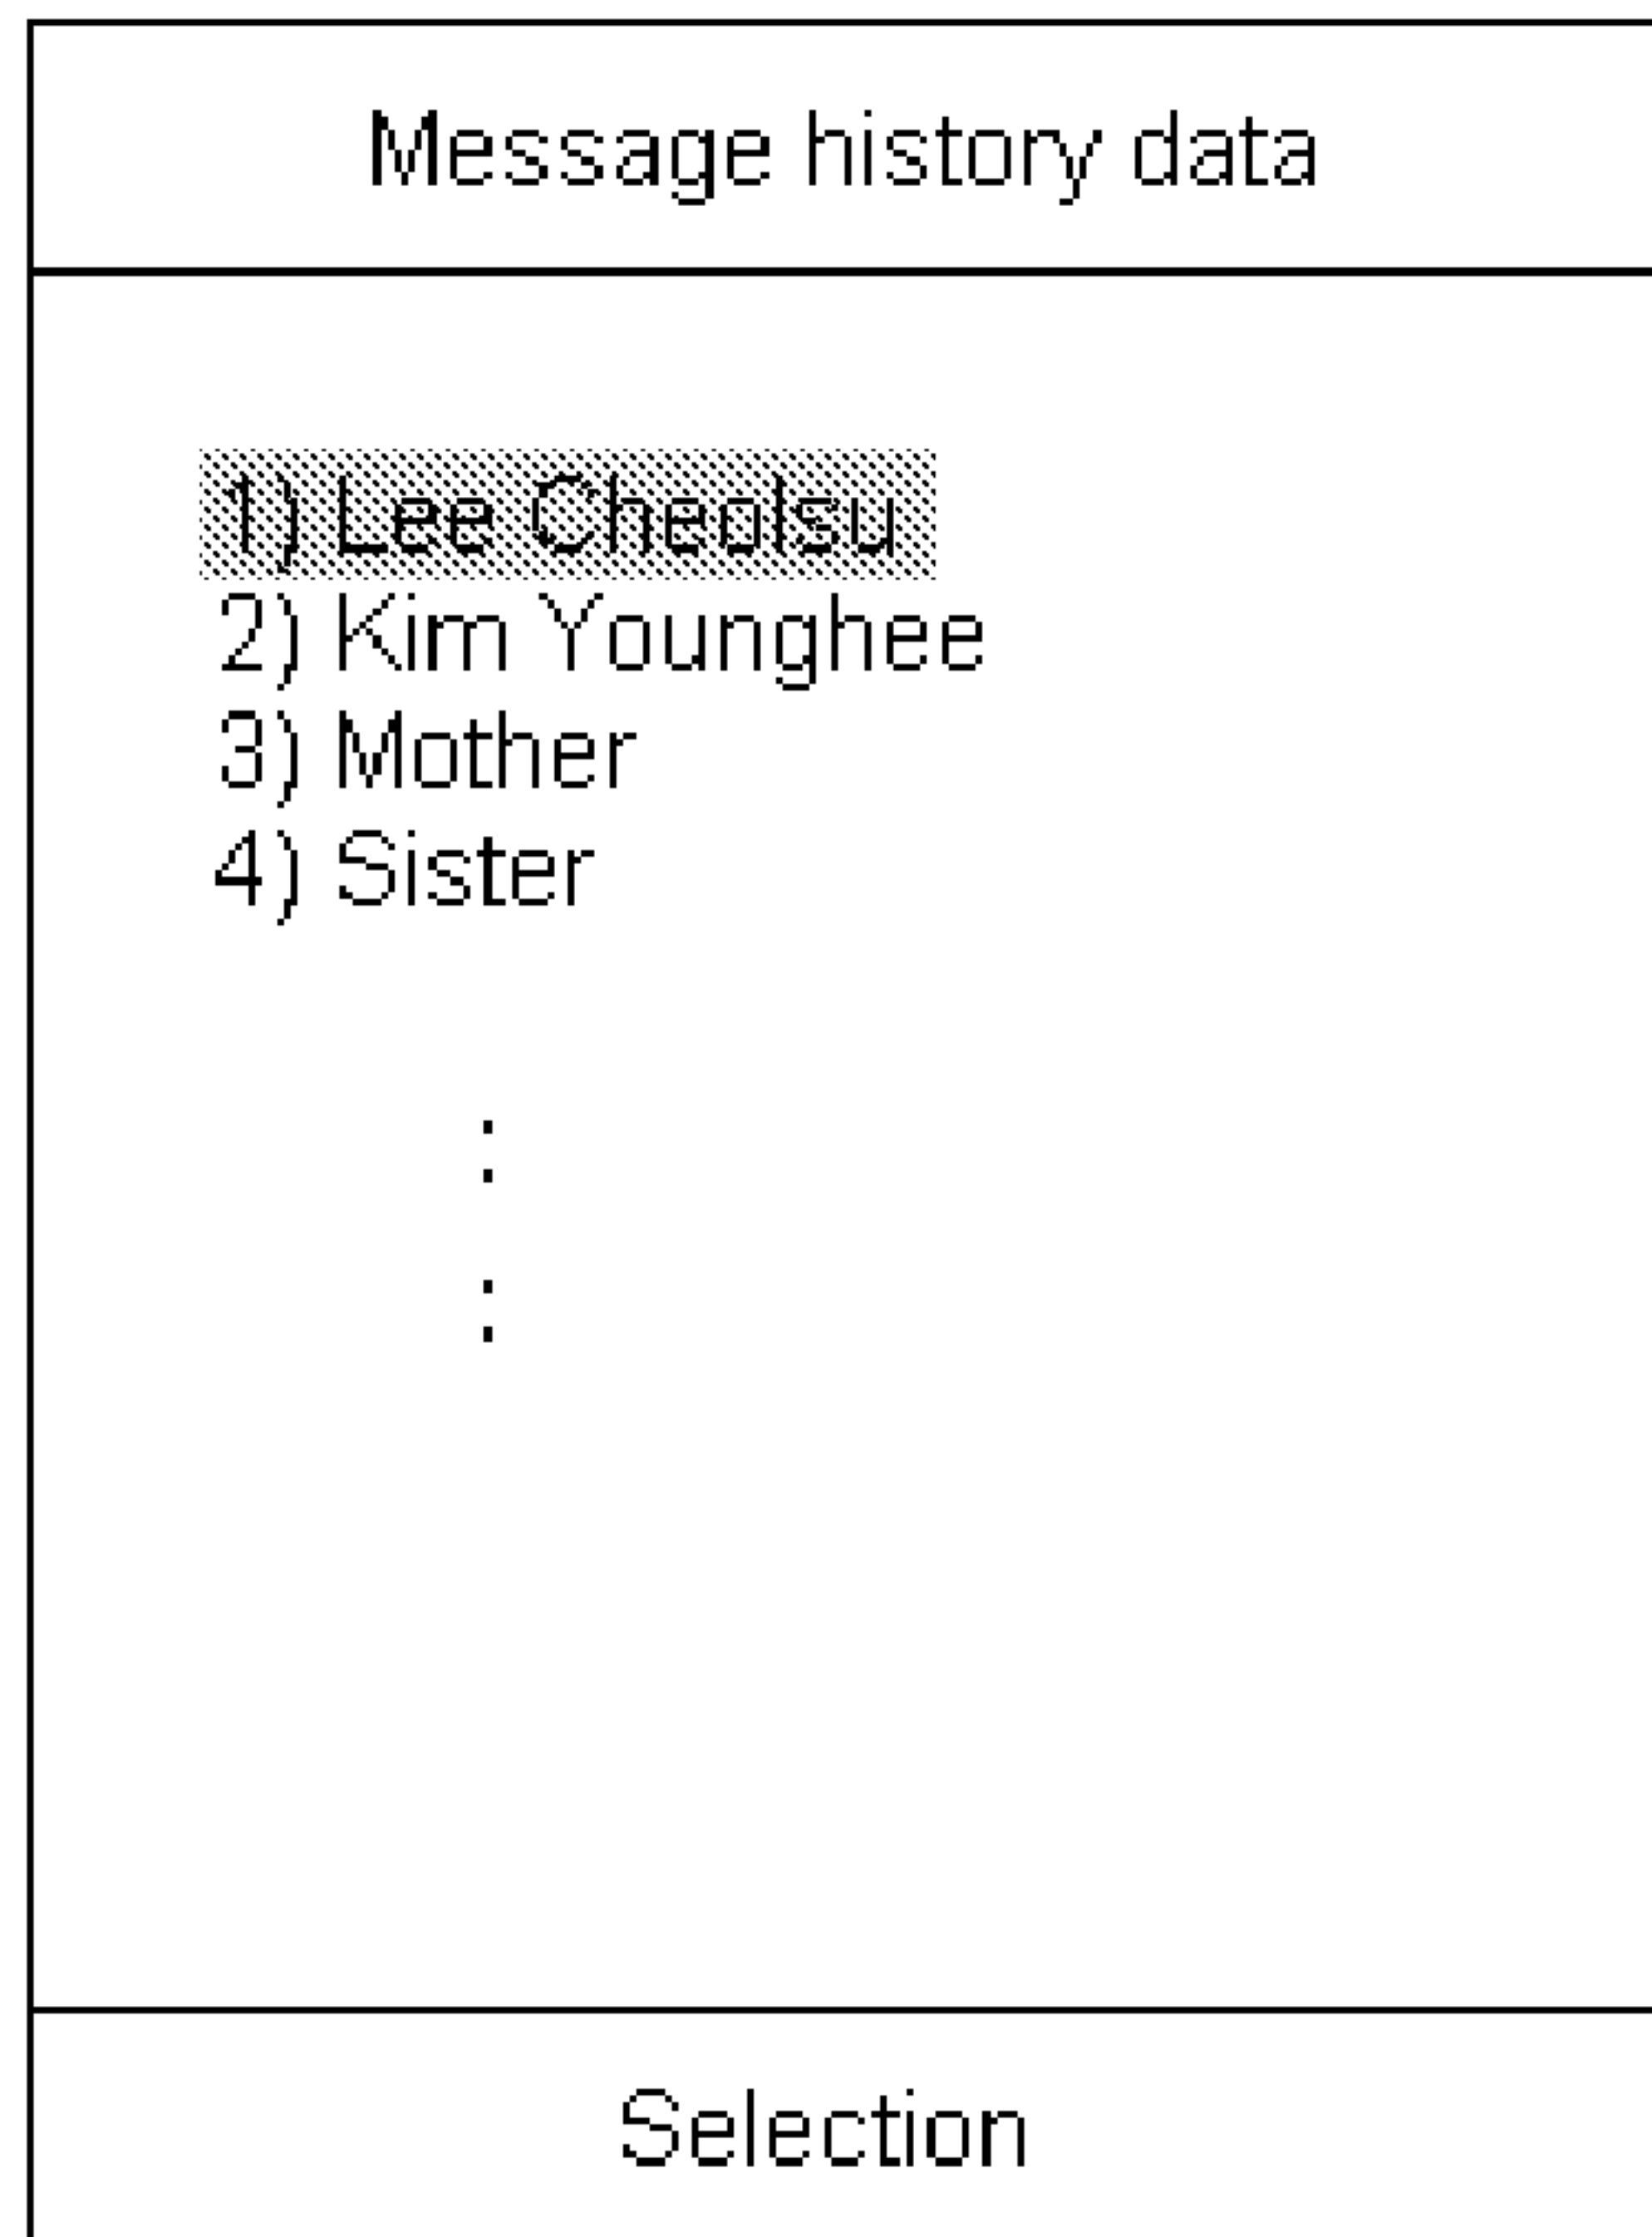 Message history data
1) Lee Cheolsu
2) Kim Younghee
3) Mother
4) Sister
:
:
Selection